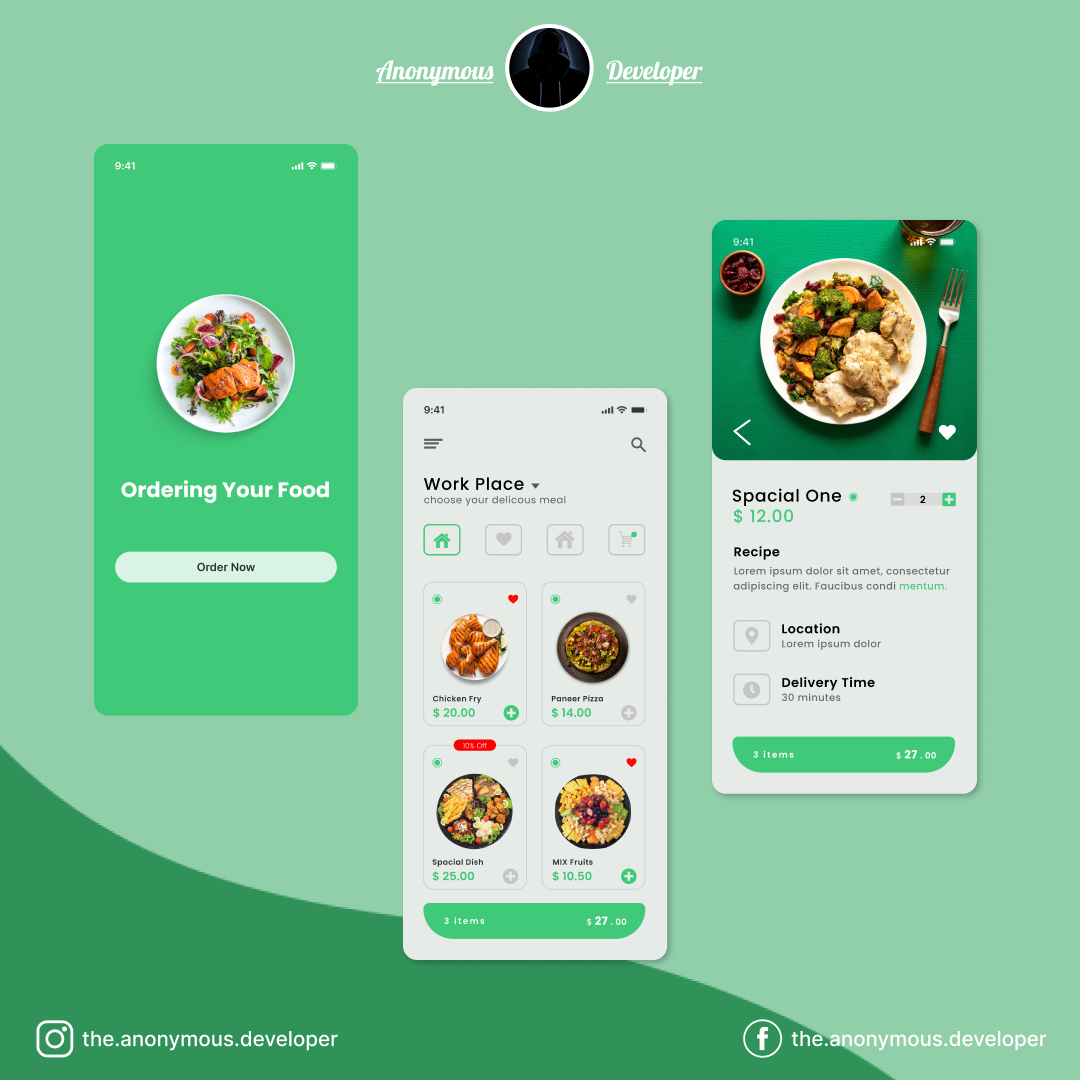 Anonymous Developer
9:41
Ordering Your Food
Order Now
9:41
Work Place
choose your delicous meal
Chicken Fry
$ 20.00
Paneer Pizza
$ 14.00
10% Off
Spacial Dish
$ 25.00
MIX Fruits
$ 10.50
3 items $ 27 . 00
9:41
Spacial One
$ 12.00
2
Recipe
Lorem ipsum dolor sit amet, consectetur
adipiscing elit. Faucibus condi mentum.
Location
Lorem ipsum dolor
Delivery Time
30 minutes
3 items $ 27 . 00
the.anonymous.developer
the.anonymous.developer